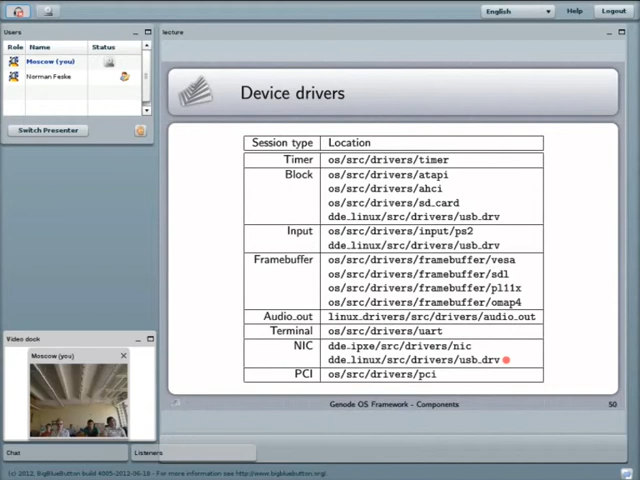 English
Help
Logout
Users
lecture
Role Name Status
Moscow (you)
Norman Feske
Switch Presenter
Device drivers
Session type Location
Timer os/src/drivers/timer
Block os/src/drivers/atapi
os/src/drivers/ahci
os/src/drivers/sd_card
dde_linux/src/drivers/usb_drv
Input os/src/drivers/input/ps2
dde_linux/src/drivers/usb_drv
Framebuffer os/src/drivers/framebuffer/vesa
os/src/drivers/framebuffer/sdl
os/src/drivers/framebuffer/pl11x
os/src/drivers/framebuffer/omap4
Audio_out linux_drivers/src/drivers/audio_out
Terminal os/src/drivers/uart
NIC dde_ipxe/src/drivers/nic
dde_linux/src/drivers/usb_drv
PCI os/src/drivers/pci
Genode OS Framework - Components 50
Video dock
Moscow (you)
Chat
Listeners
(c) 2012, BigBlueButton build 4005-2012-06-19 - For more information see http://www.bigbluebutton.org/.